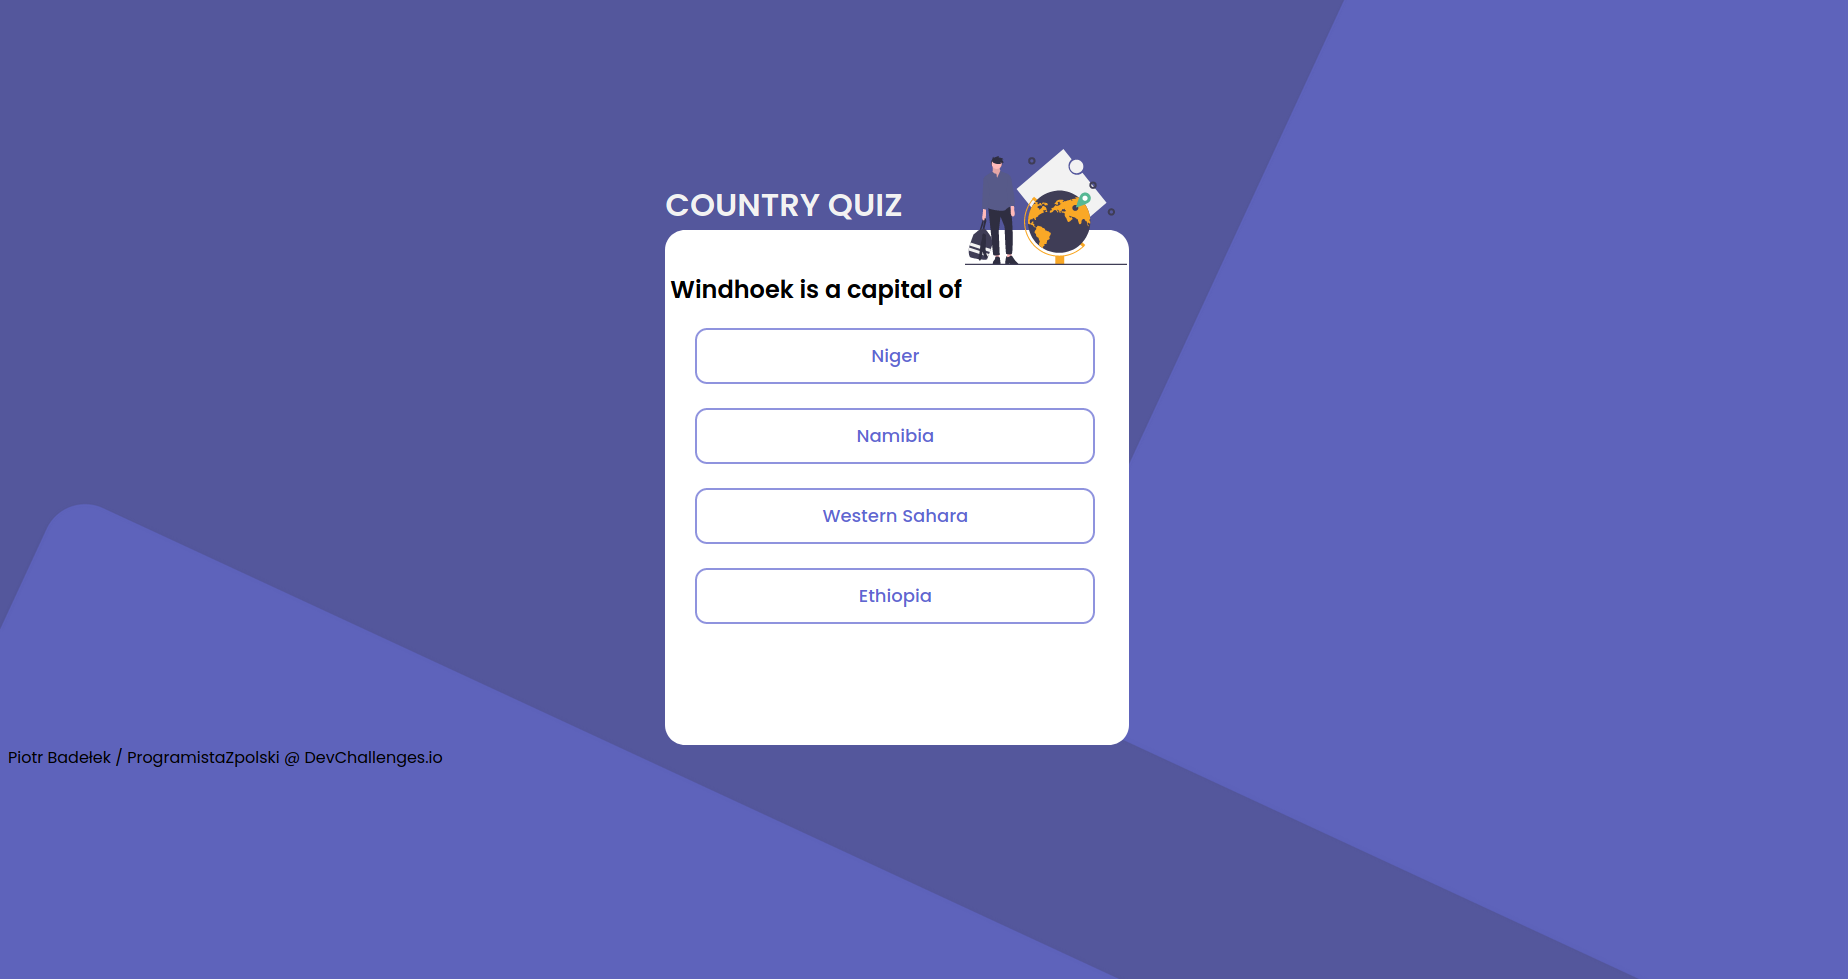 COUNTRY QUIZ
Windhoek is a capital of
Niger
Namibia
Western Sahara
Ethiopia
Piotr Badełek / ProgramistaZpolski @ DevChallenges.io